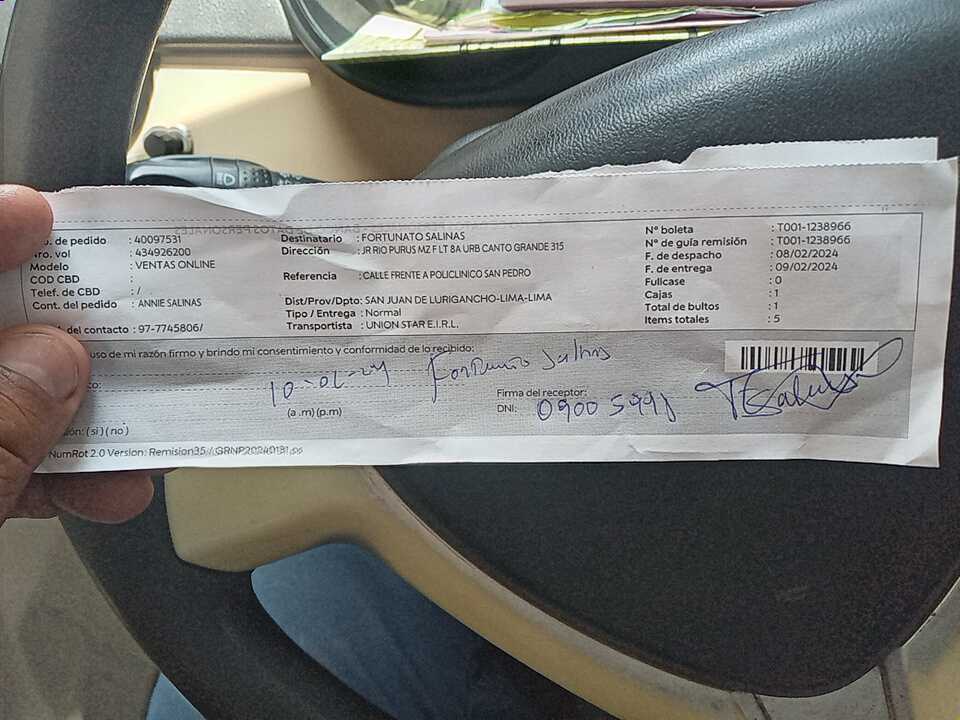 o. de pedido : 40097531
Nro. vol : 434926200
Modelo : VENTAS ONLINE
COD CBD :
Telef. de CBD : /
Cont. del pedido : ANNIE SALINAS
del contacto : 97-7745806/
Destinatario : FORTUNATO SALINAS
Dirección : JR RIO PURUS MZ F LT 8A URB CANTO GRANDE 315
Referencia : CALLE FRENTE A POLICLINICO SAN PEDRO
Dist/Prov/Dpto: SAN JUAN DE LURIGANCHO-LIMA-LIMA
Tipo / Entrega : Normal
Transportista : UNION STAR E.I.R.L.
N° boleta : T001-1238966
N° de guía remisión : T001-1238966
F. de despacho : 08/02/2024
F. de entrega : 09/02/2024
Fullcase : 0
Cajas : 1
Total de bultos : 1
Items totales : 5
uso de mi razón firmo y brindo mi consentimiento y conformidad de lo recibido:
10-02-24 Fortunato Salinas
(a.m)(p.m)
Firma del receptor:
DNI: 09005998
ón: (si) (no)
NumRot 2.0 Version: Remision35 / GRNP20240131.po